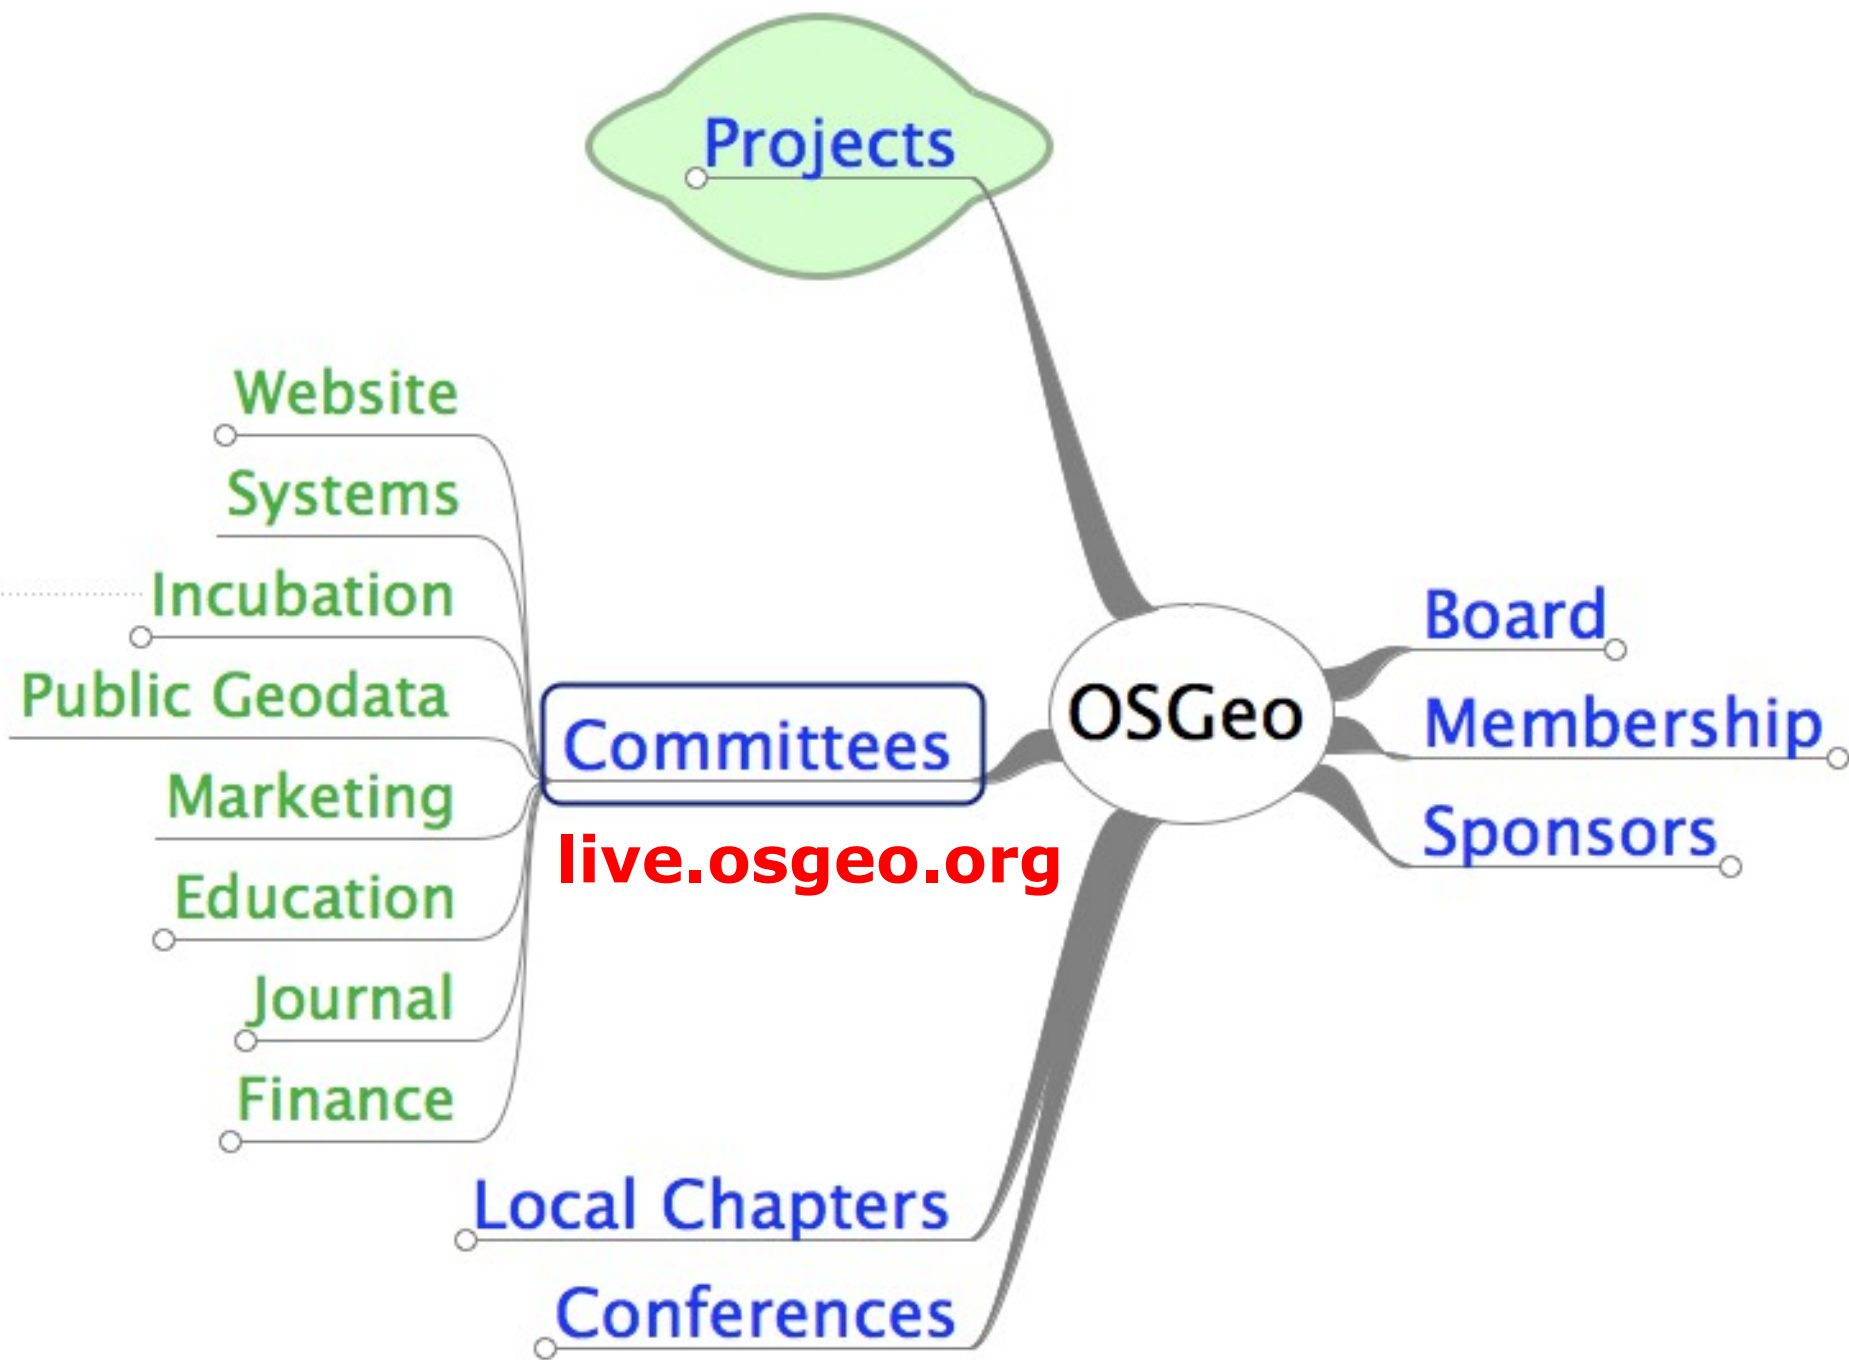 Projects
Website
Systems
Incubation
Public Geodata
Marketing
Education
Journal
Finance
Committees
live.osgeo.org
OSGeo
Board
Membership
Sponsors
Local Chapters
Conferences